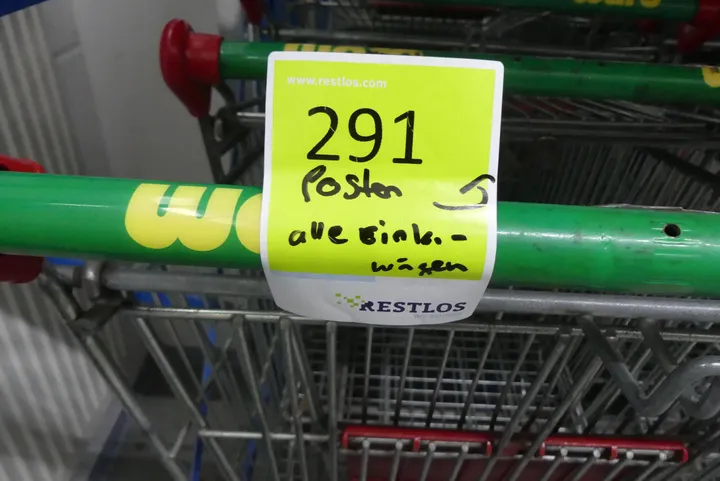 www.restlos.com
291
Posten
alle Eink.-
wägen
RESTLOS